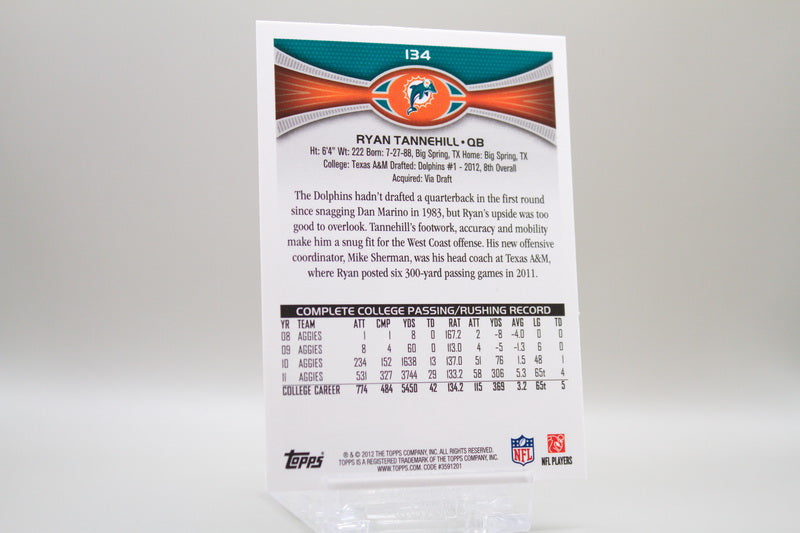 134
RYAN TANNEHILL • QB
Ht: 6'4" Wt: 222 Born: 7-27-88, Big Spring, TX Home: Big Spring, TX
College: Texas A&M Drafted: Dolphins #1 - 2012, 8th Overall
Acquired: Via Draft
The Dolphins hadn't drafted a quarterback in the first round
since snagging Dan Marino in 1983, but Ryan's upside was too
good to overlook. Tannehill's footwork, accuracy and mobility
make him a snug fit for the West Coast offense. His new offensive
coordinator, Mike Sherman, was his head coach at Texas A&M,
where Ryan posted six 300-yard passing games in 2011.
COMPLETE COLLEGE PASSING/RUSHING RECORD
YR TEAM ATT CMP YDS TD RAT ATT YDS AVG LG TD
08 AGGIES 1 1 8 0 167.2 2 -8 -4.0 0 0
09 AGGIES 8 4 60 0 113.0 4 -5 -1.3 6 0
10 AGGIES 234 152 1638 13 137.0 51 76 1.5 48 1
11 AGGIES 531 327 3744 29 133.2 58 306 5.3 65t 4
COLLEGE CAREER 774 484 5450 42 134.2 115 369 3.2 65t 5
Topps
® & © 2012 THE TOPPS COMPANY, INC. ALL RIGHTS RESERVED.
TOPPS IS A REGISTERED TRADEMARK OF THE TOPPS COMPANY, INC.
WWW.TOPPS.COM. CODE #3591201
NFL
NFL PLAYERS